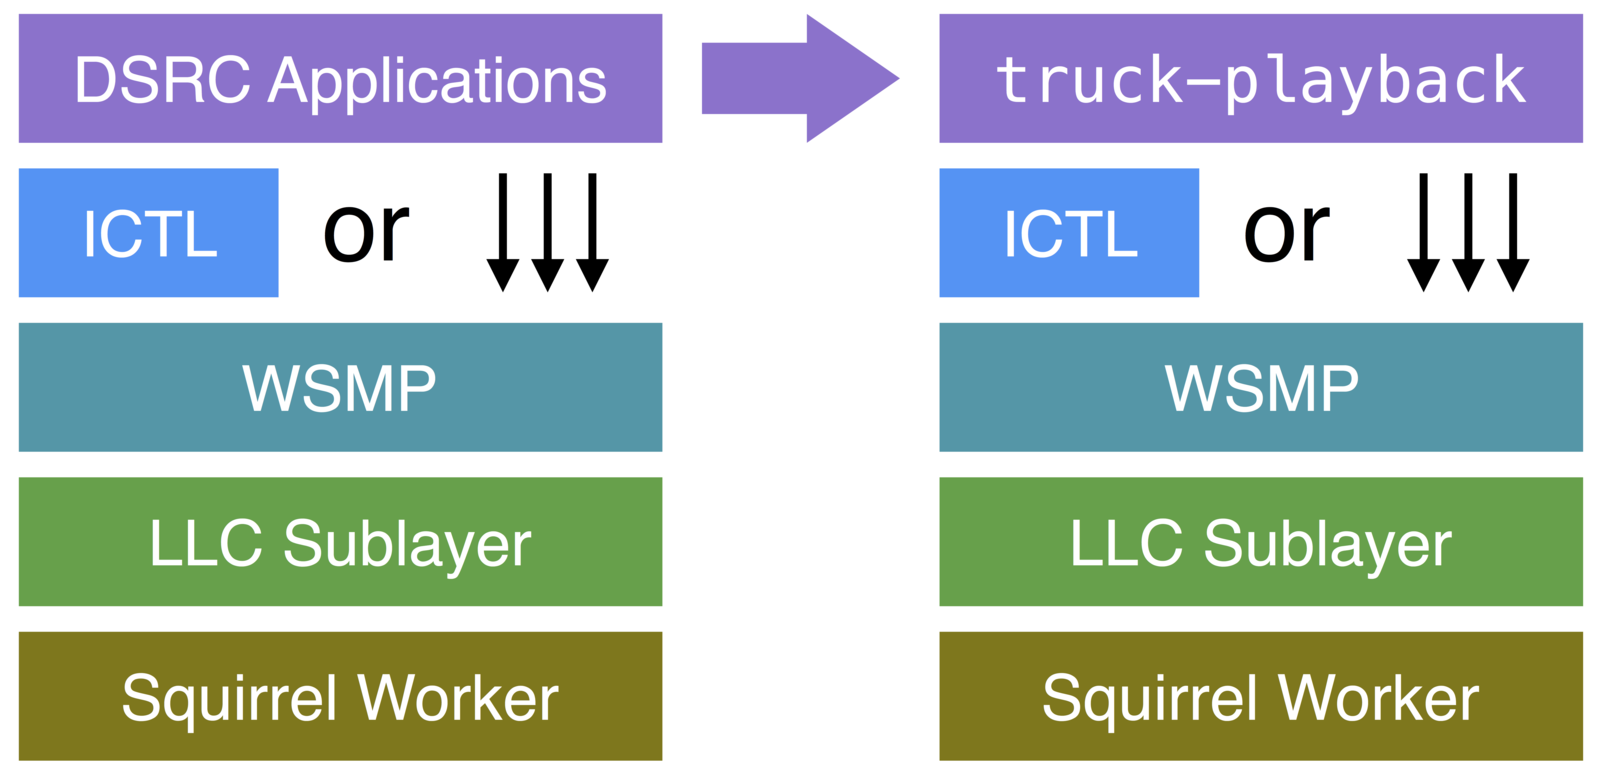 DSRC Applications
truck-playback
ICTL or
ICTL or
WSMP
WSMP
LLC Sublayer
LLC Sublayer
Squirrel Worker
Squirrel Worker